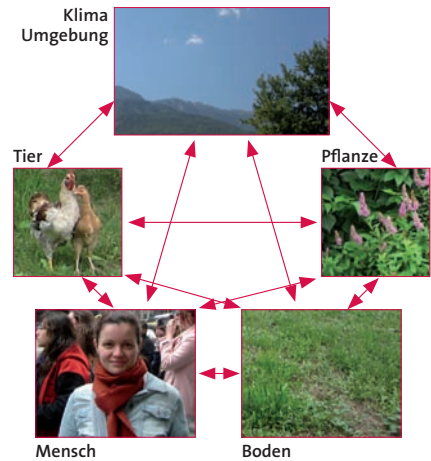 Klima
Umgebung
Tier
Pflanze
Mensch
Boden